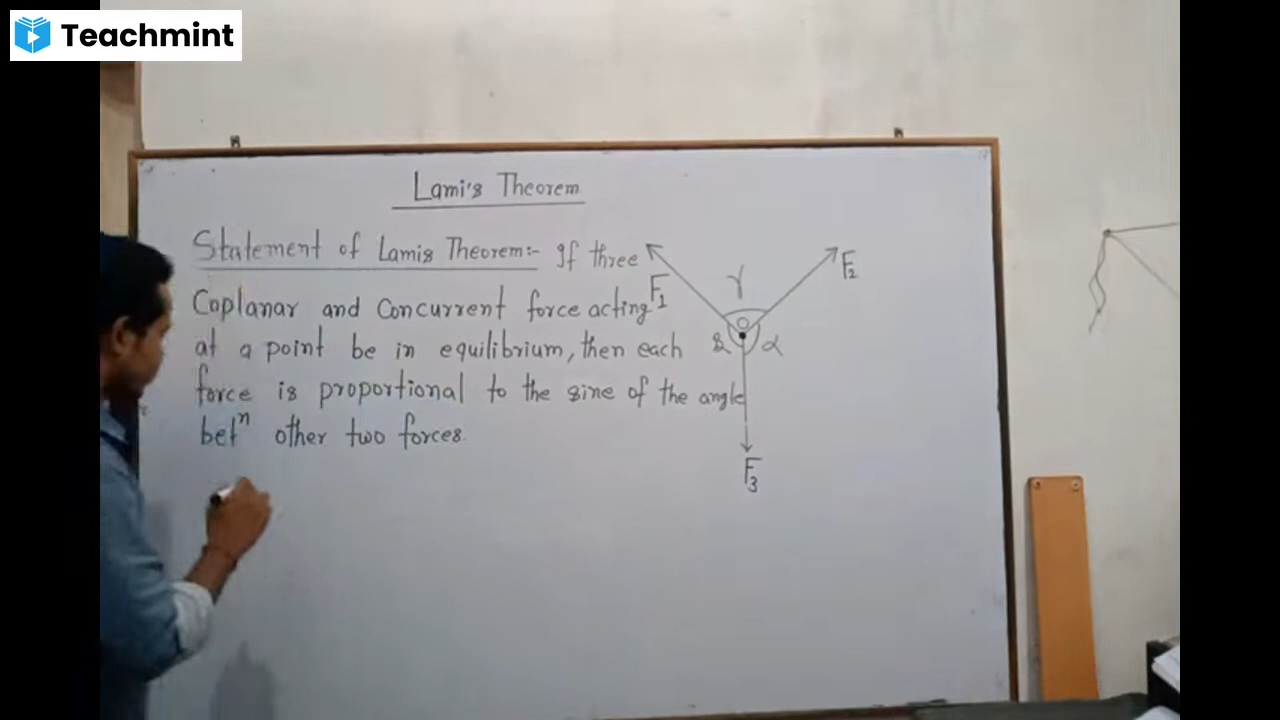 Teachmint
Lami's Theorem
Statement of Lamis Theorem:- If three
Coplanar and Concurrent force acting
at a point be in equilibrium, then each
force is proportional to the sine of the angle
betⁿ other two forces.
F₁
F₂
γ
O
α
F₃